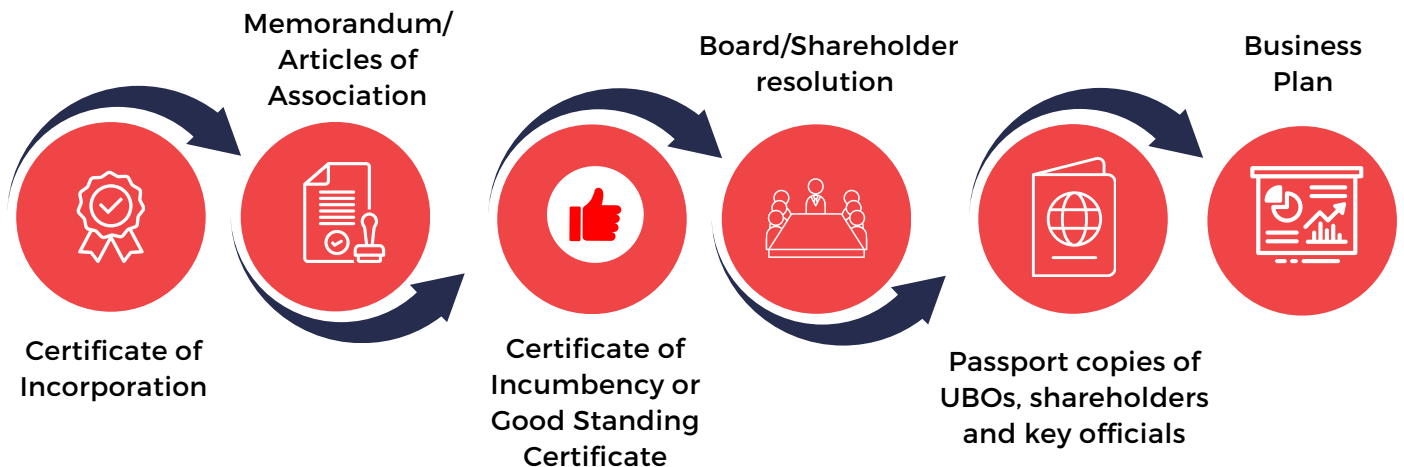 Certificate of
Incorporation
Memorandum/
Articles of
Association
Certificate of
Incumbency or
Good Standing
Certificate
Board/Shareholder
resolution
Passport copies of
UBOs, shareholders
and key officials
Business
Plan